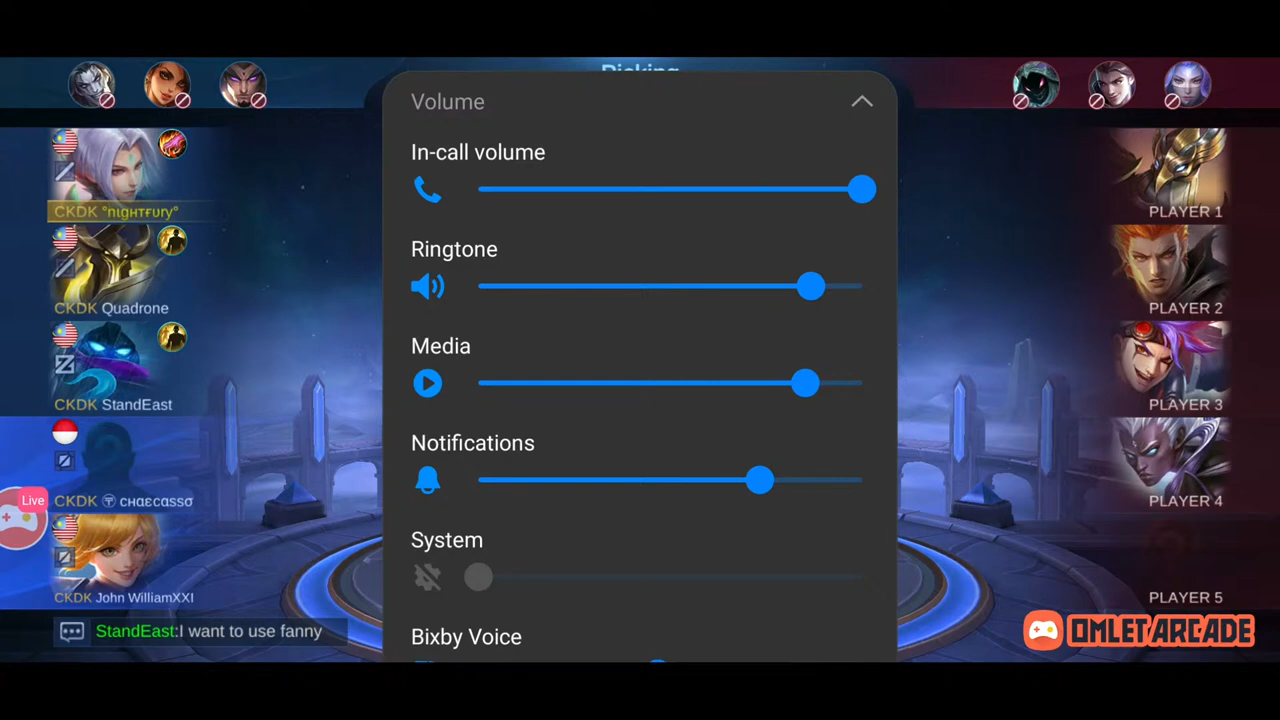 Picking
Volume
In-call volume
Ringtone
Media
Notifications
System
Bixby Voice
CKDK °nιgнтғυry°
CKDK Quadrone
CKDK StandEast
CKDK 〶 cнαεcαssσ
Live
CKDK John WilliamXXI
StandEast:I want to use fanny
PLAYER 1
PLAYER 2
PLAYER 3
PLAYER 4
PLAYER 5
OMLET ARCADE